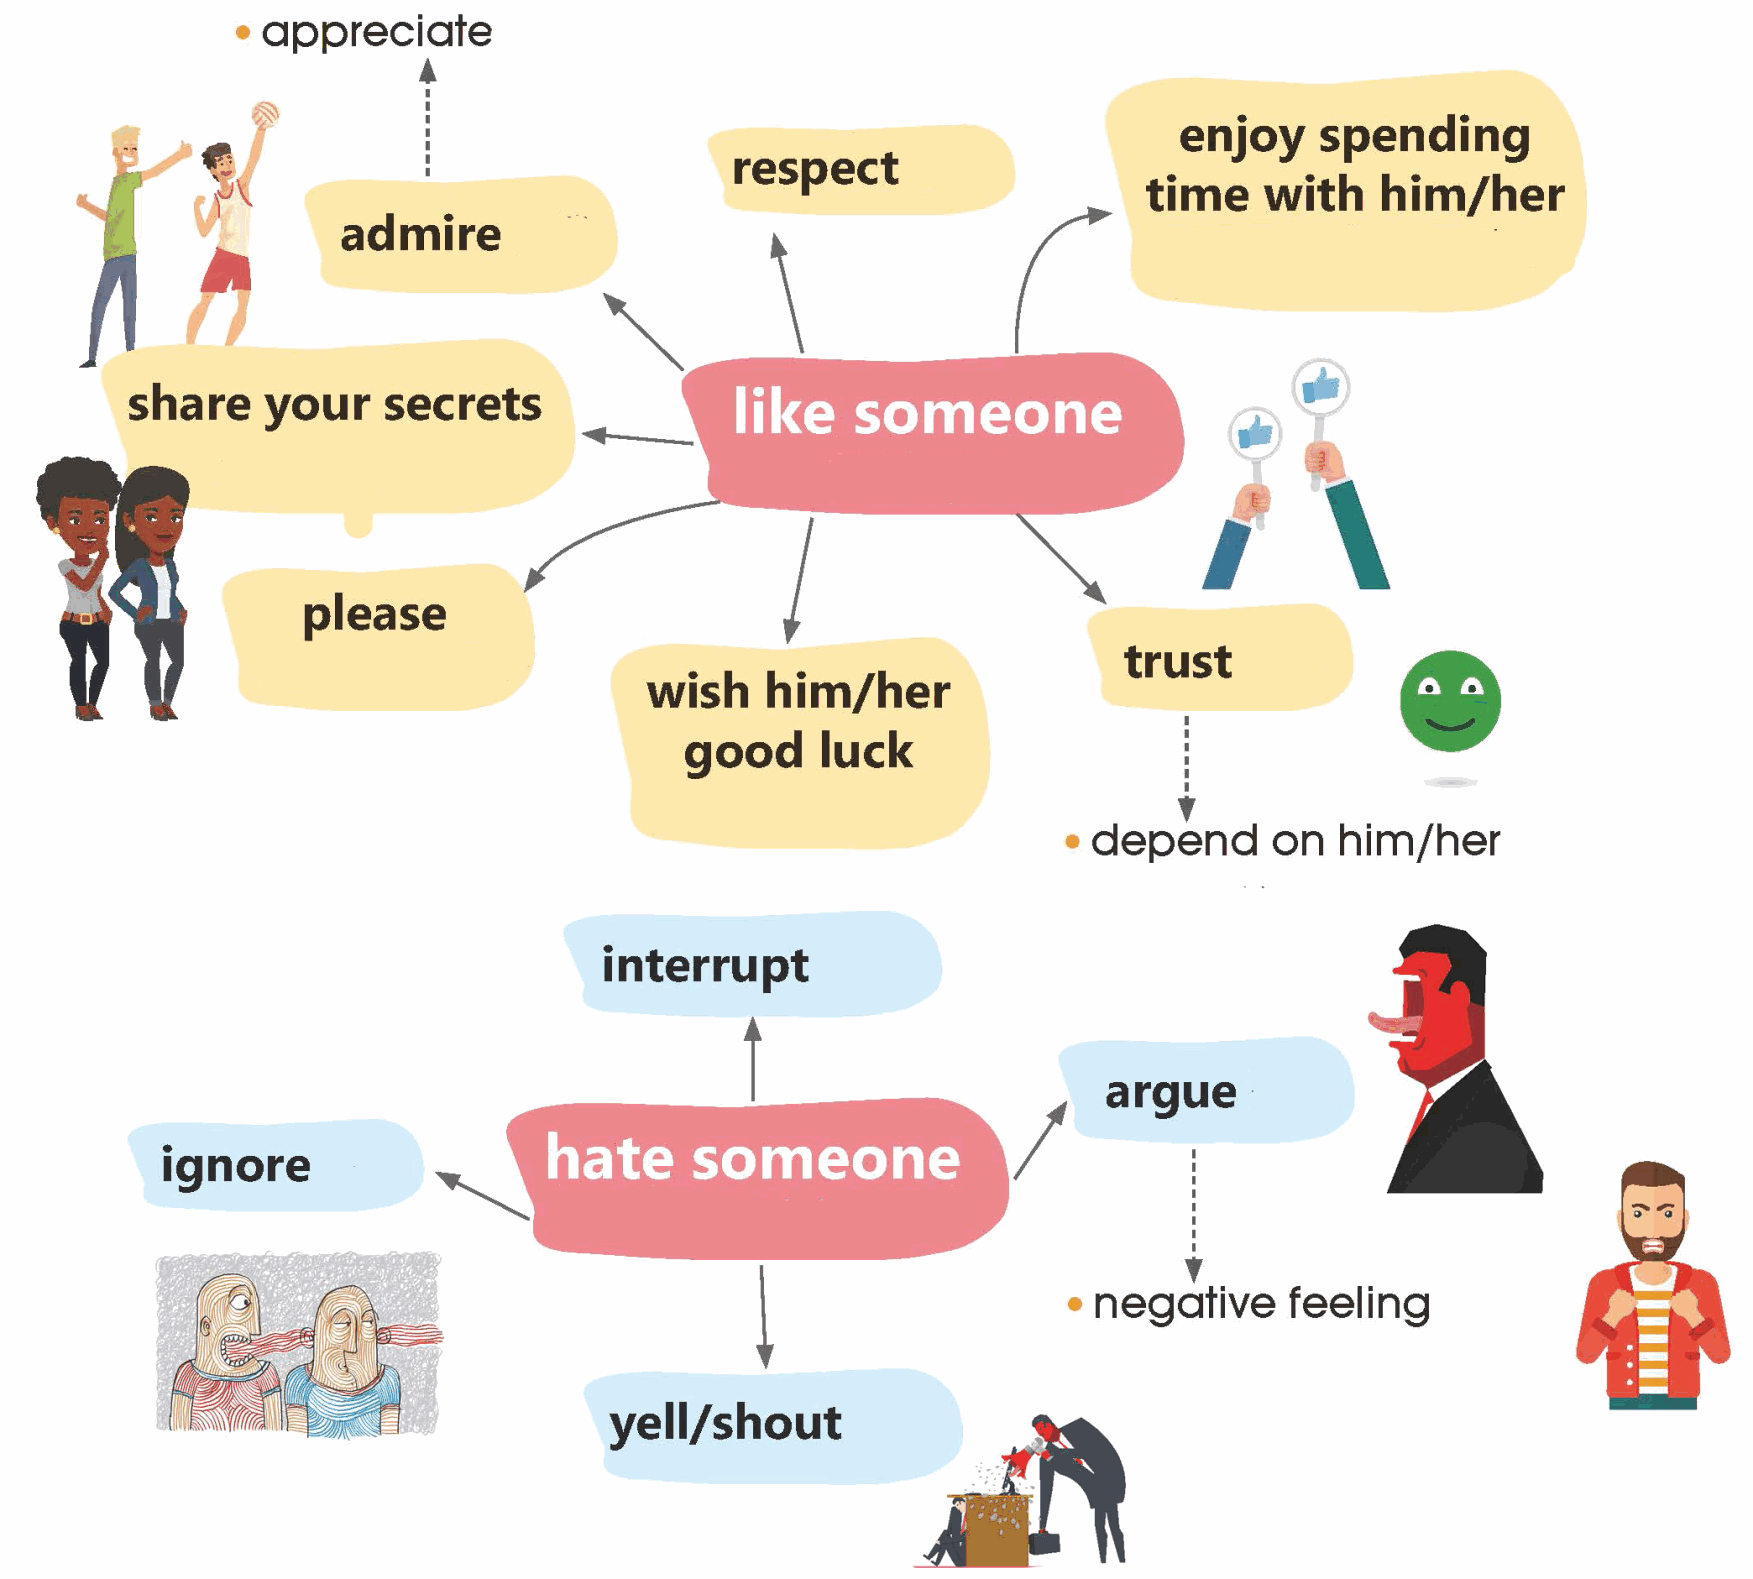 • appreciate
respect
enjoy spending
time with him/her
admire
share your secrets
like someone
please
wish him/her
good luck
trust
• depend on him/her
interrupt
argue
ignore
hate someone
• negative feeling
yell/shout